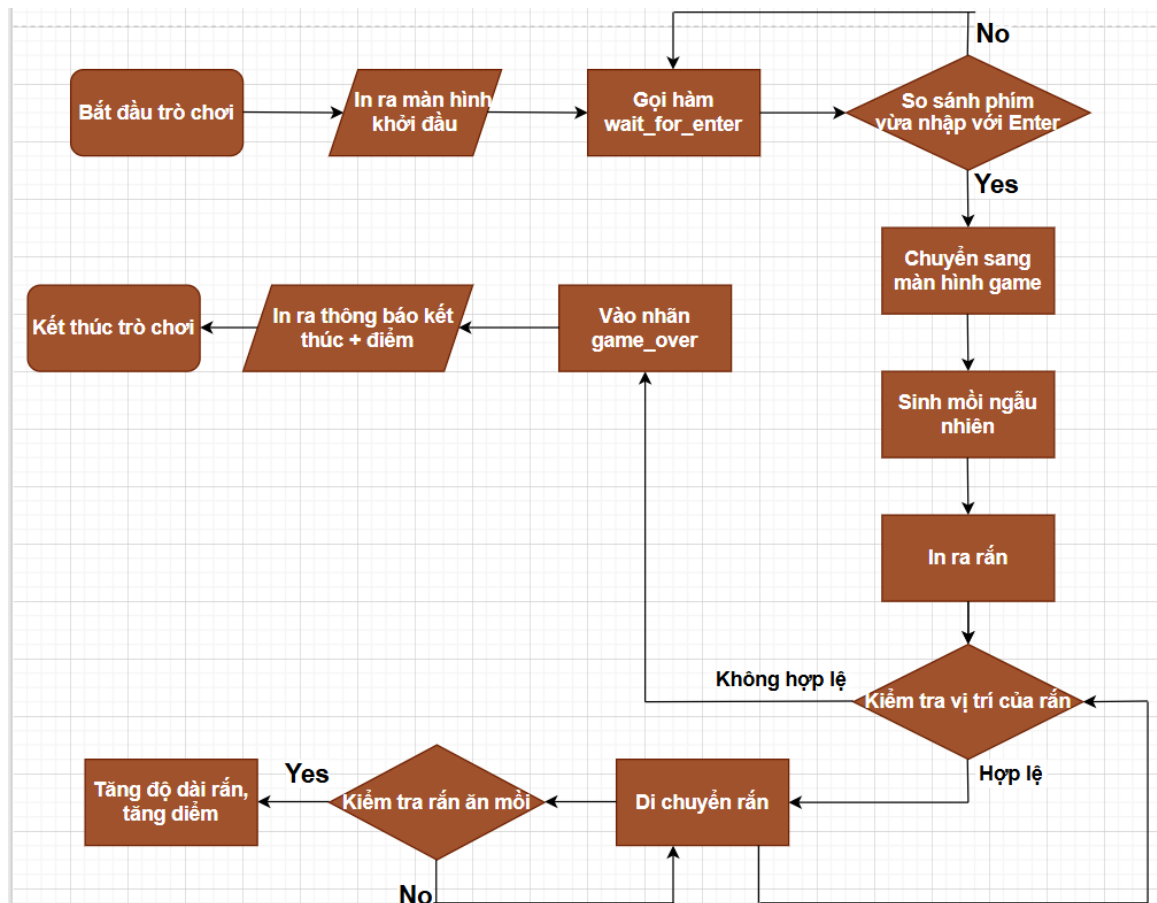 No
Bắt đầu trò chơi
In ra màn hình
khởi đầu
Gọi hàm
wait_for_enter
So sánh phím
vừa nhập với Enter
Yes
Chuyển sang
màn hình game
Kết thúc trò chơi
In ra thông báo kết
thúc + điểm
Vào nhãn
game_over
Sinh mồi ngẫu
nhiên
In ra rắn
Không hợp lệ
Kiểm tra vị trí của rắn
Hợp lệ
Tăng độ dài rắn,
tăng diểm
Yes
Kiểm tra rắn ăn mồi
Di chuyển rắn
No